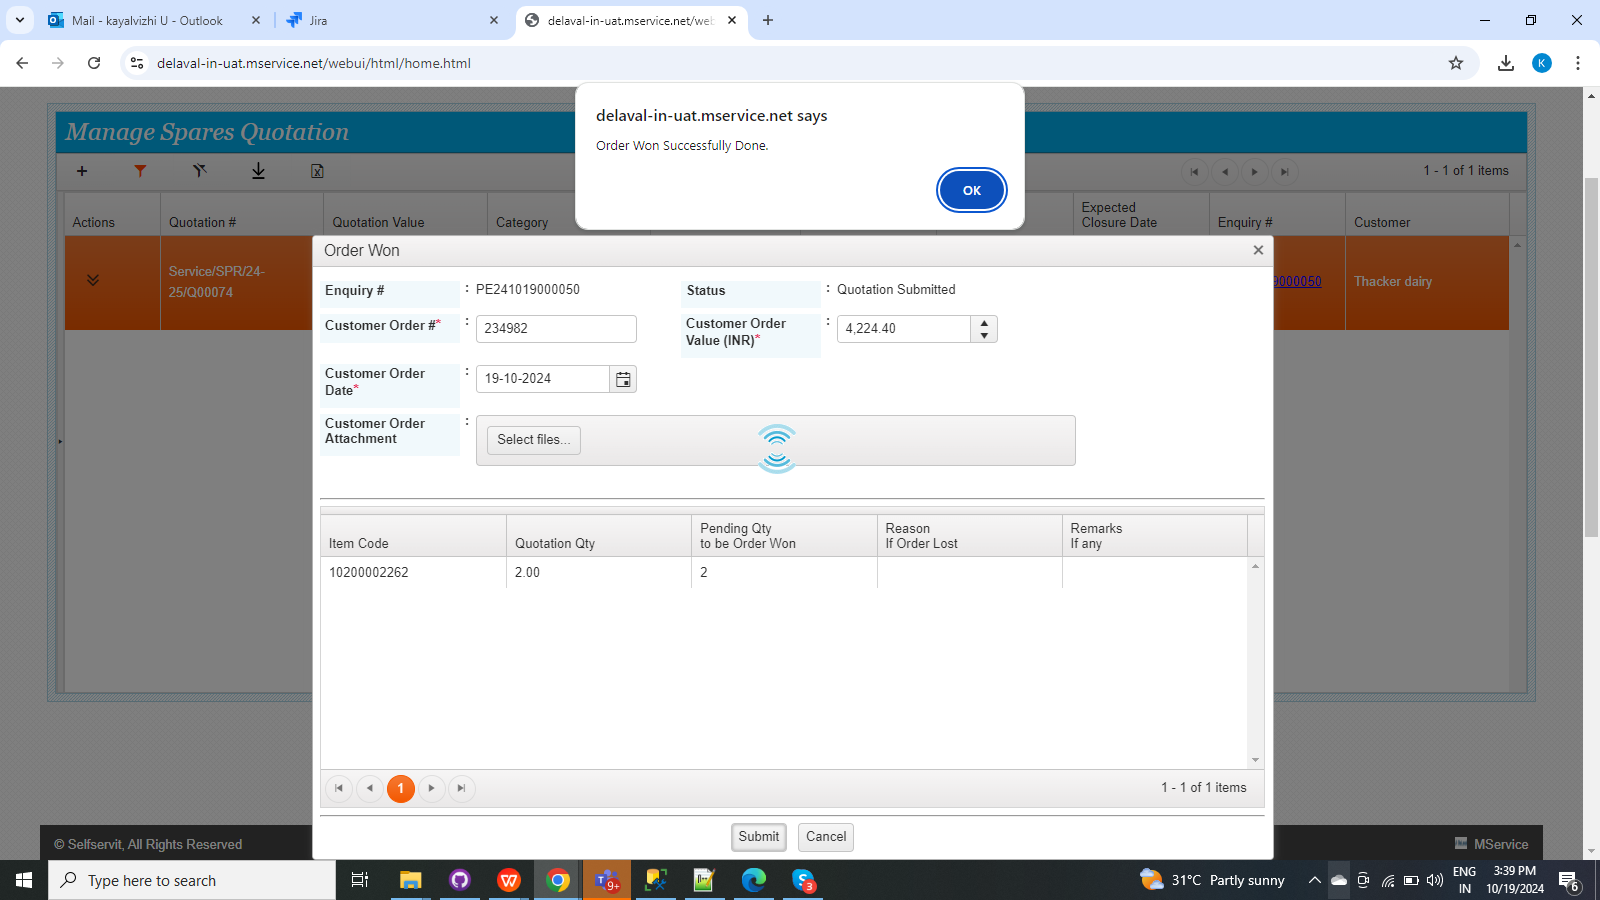 Mail - kayalvizhi U - Outlook
Jira
delaval-in-uat.mservice.net/web
delaval-in-uat.mservice.net/webui/html/home.html
K
delaval-in-uat.mservice.net says
Order Won Successfully Done.
OK
Manage Spares Quotation
1 - 1 of 1 items
Actions
Quotation #
Quotation Value
Category
Expected
Closure Date
Enquiry #
Customer
Service/SPR/24-
25/Q00074
9000050
Thacker dairy
Order Won
Enquiry # : PE241019000050
Status : Quotation Submitted
Customer Order #* : 234982
Customer Order
Value (INR)* : 4,224.40
Customer Order
Date* : 19-10-2024
Customer Order
Attachment :
Select files...
Item Code
Quotation Qty
Pending Qty
to be Order Won
Reason
If Order Lost
Remarks
If any
10200002262
2.00
2
1
1 - 1 of 1 items
Submit
Cancel
© Selfservit, All Rights Reserved
MService
Type here to search
9+
3
31°C Partly sunny
ENG
IN
3:39 PM
10/19/2024
6